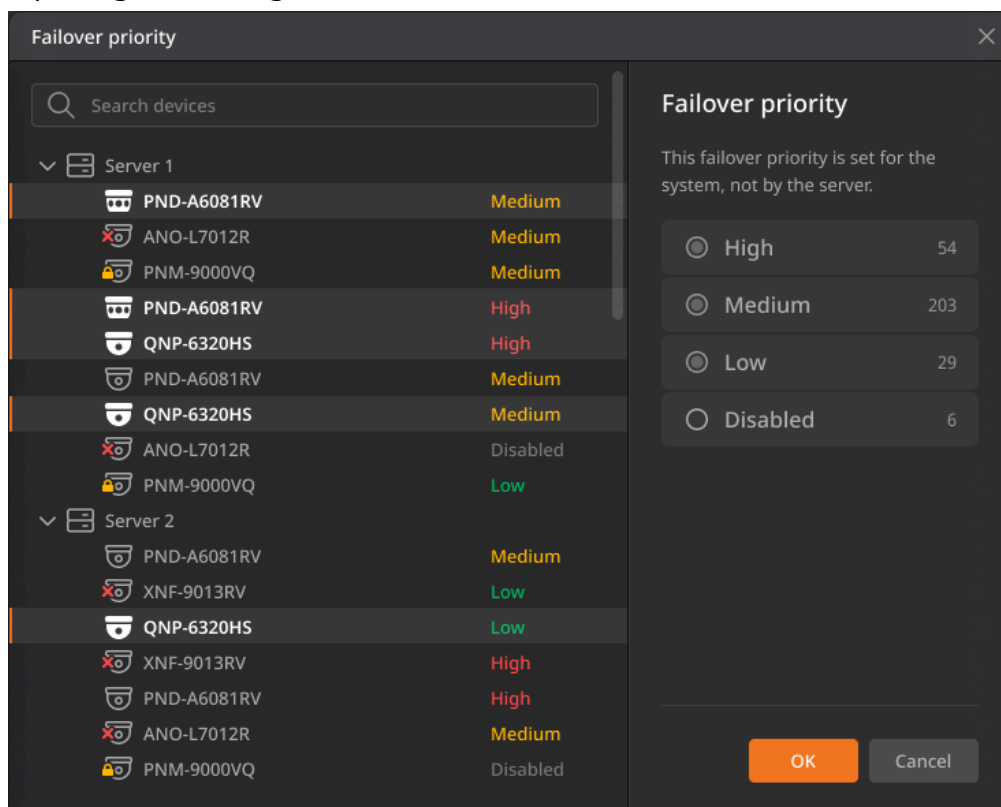 Failover priority
Search devices
Server 1
PND-A6081RV Medium
ANO-L7012R Medium
PNM-9000VQ Medium
PND-A6081RV High
QNP-6320HS High
PND-A6081RV Medium
QNP-6320HS Medium
ANO-L7012R Disabled
PNM-9000VQ Low
Server 2
PND-A6081RV Medium
XNF-9013RV Low
QNP-6320HS Low
XNF-9013RV High
PND-A6081RV High
ANO-L7012R Medium
PNM-9000VQ Disabled
Failover priority
This failover priority is set for the
system, not by the server.
High 54
Medium 203
Low 29
Disabled 6
OK Cancel